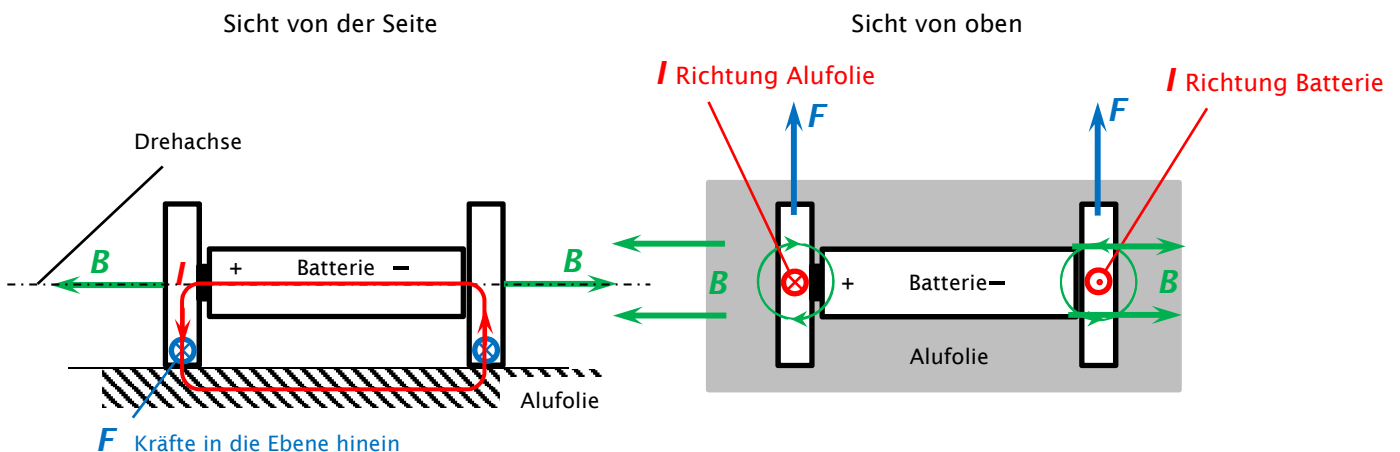 Sicht von der Seite
Drehachse
B
I
+ Batterie −
B
Alufolie
F Kräfte in die Ebene hinein
Sicht von oben
I Richtung Alufolie
I Richtung Batterie
F
F
B
+ Batterie−
B
Alufolie